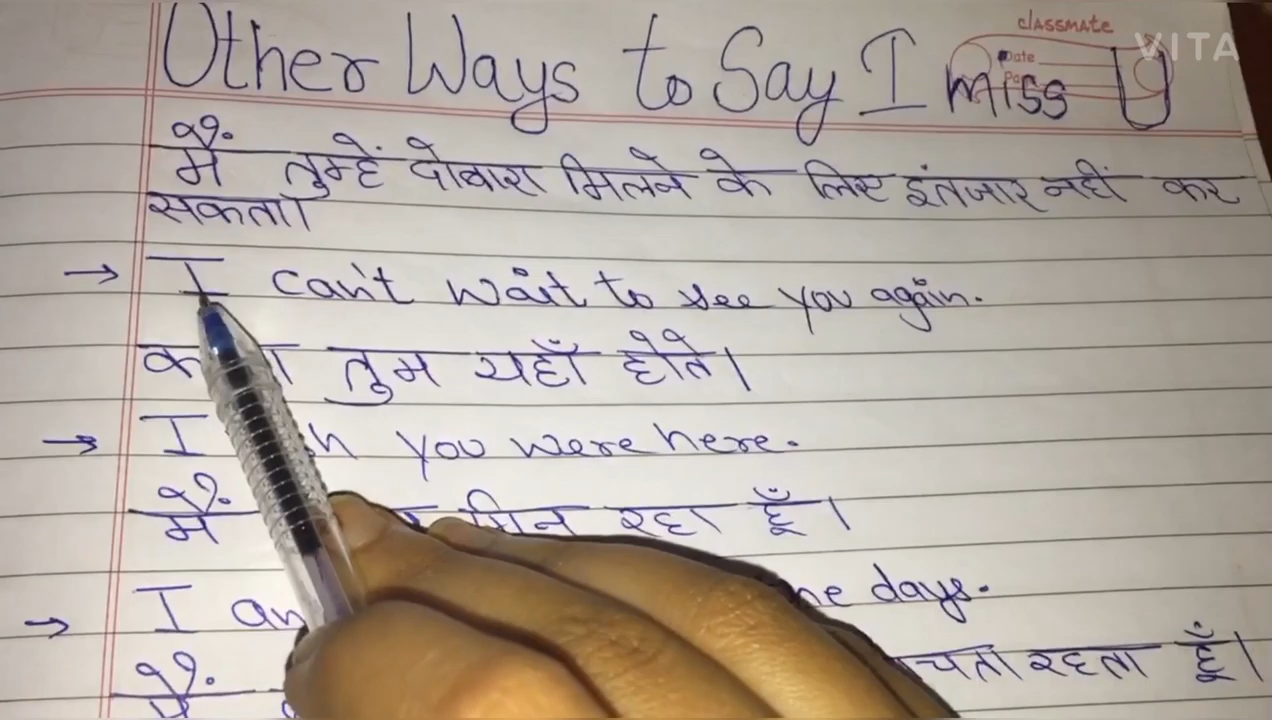 classmate
Date
VITA
Other Ways to Say I miss U
मैं तुम्हें दोबारा मिलने के लिए इंतजार नहीं कर
सकता।
→ I can't wait to see you again.
तुम यहाँ होते।
→ I you were here.
मैं गिन रहा हूँ।
→ I days.
रहता हूँ।